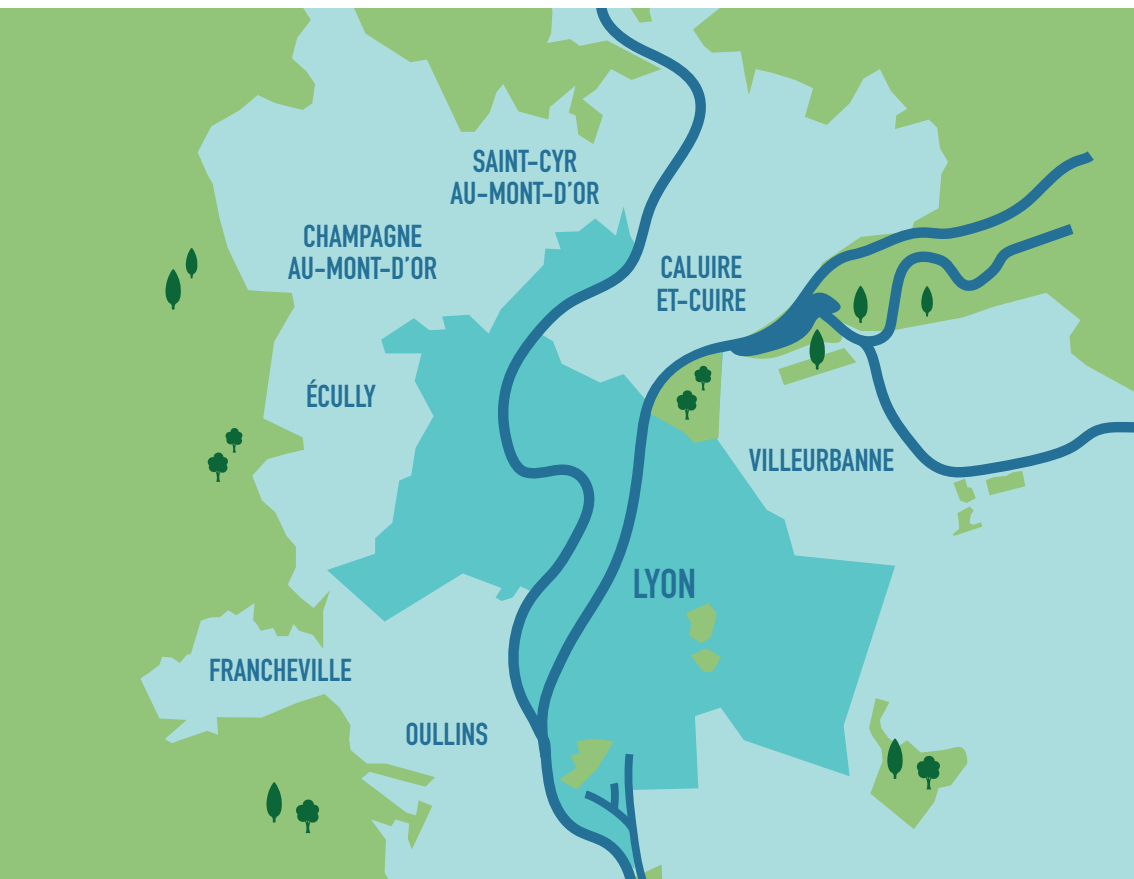 SAINT-CYR
AU-MONT-D'OR
CHAMPAGNE
AU-MONT-D'OR
CALUIRE
ET-CUIRE
ÉCULLY
VILLEURBANNE
LYON
FRANCHEVILLE
OULLINS